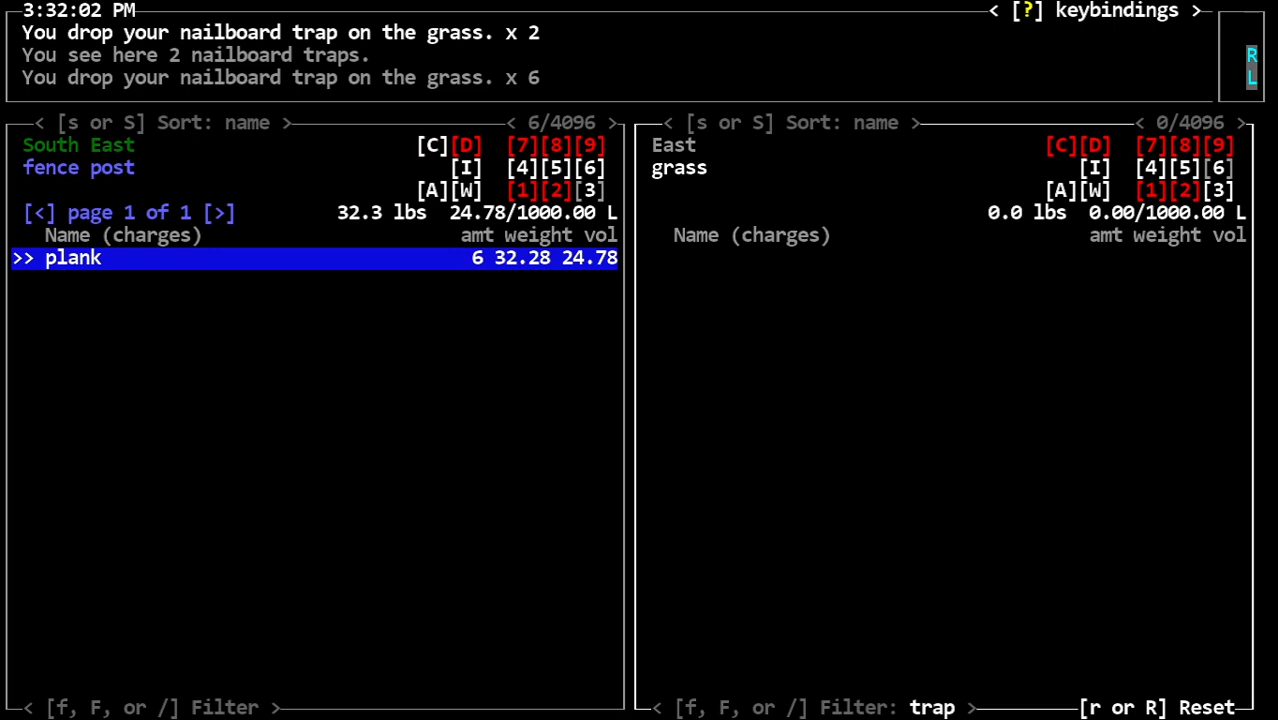 3:32:02 PM < [?] keybindings >
You drop your nailboard trap on the grass. x 2
You see here 2 nailboard traps.
You drop your nailboard trap on the grass. x 6
R
L
< [s or S] Sort: name > < 6/4096 >
South East [C][D] [7][8][9]
fence post [I] [4][5][6]
[A][W] [1][2][3]
[<] page 1 of 1 [>] 32.3 lbs 24.78/1000.00 L
Name (charges) amt weight vol
>> plank 6 32.28 24.78
< [f, F, or /] Filter >
< [s or S] Sort: name > < 0/4096 >
East [C][D] [7][8][9]
grass [I] [4][5][6]
[A][W] [1][2][3]
0.0 lbs 0.00/1000.00 L
Name (charges) amt weight vol
< [f, F, or /] Filter: trap > [r or R] Reset